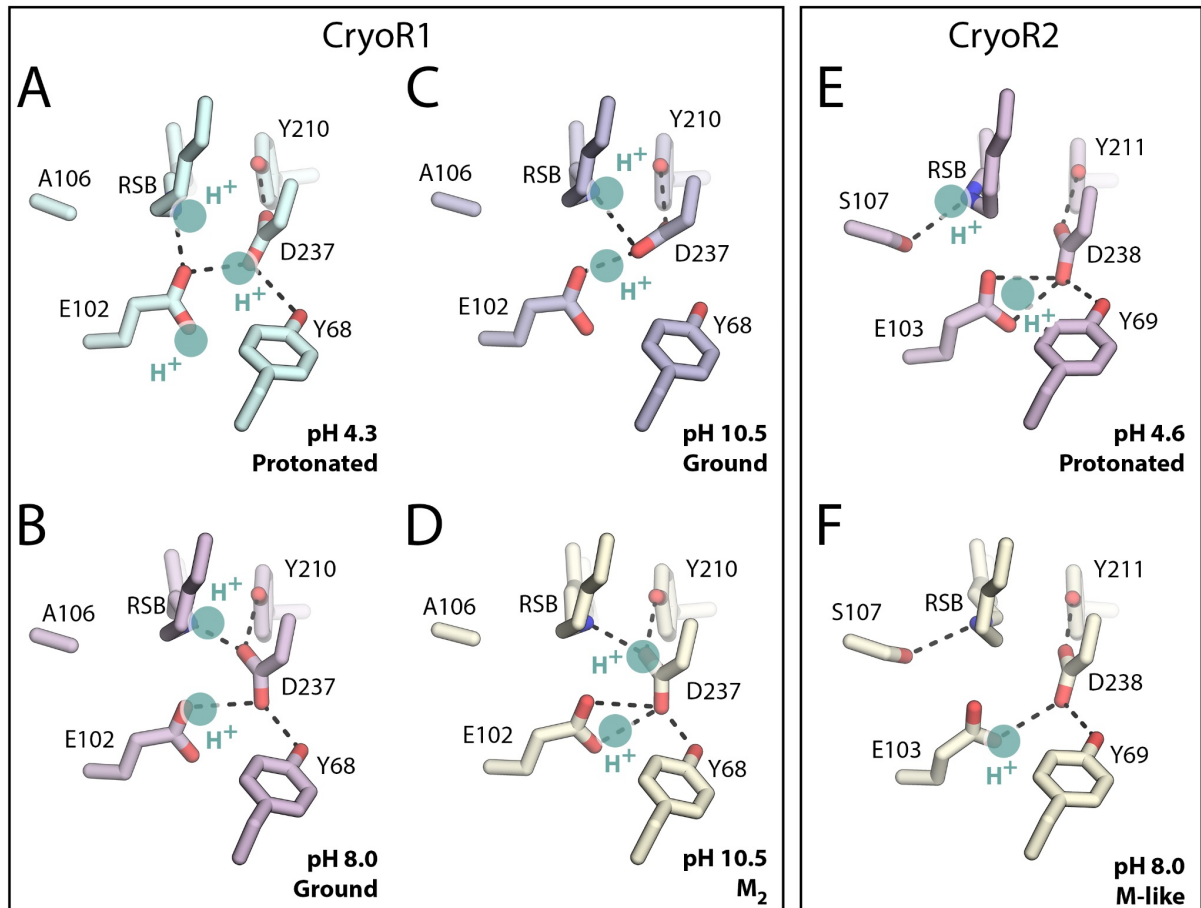 CryoR1
A
A106
RSB
H+
Y210
D237
H+
E102
H+
Y68
pH 4.3
Protonated
C
A106
RSB
H+
Y210
D237
H+
E102
Y68
pH 10.5
Ground
B
A106
RSB
H+
Y210
D237
H+
E102
Y68
pH 8.0
Ground
D
A106
RSB
Y210
H+
D237
E102
H+
Y68
pH 10.5
M2
CryoR2
E
S107
RSB
H+
Y211
D238
H+
E103
Y69
pH 4.6
Protonated
F
S107
RSB
Y211
D238
E103
H+
Y69
pH 8.0
M-like